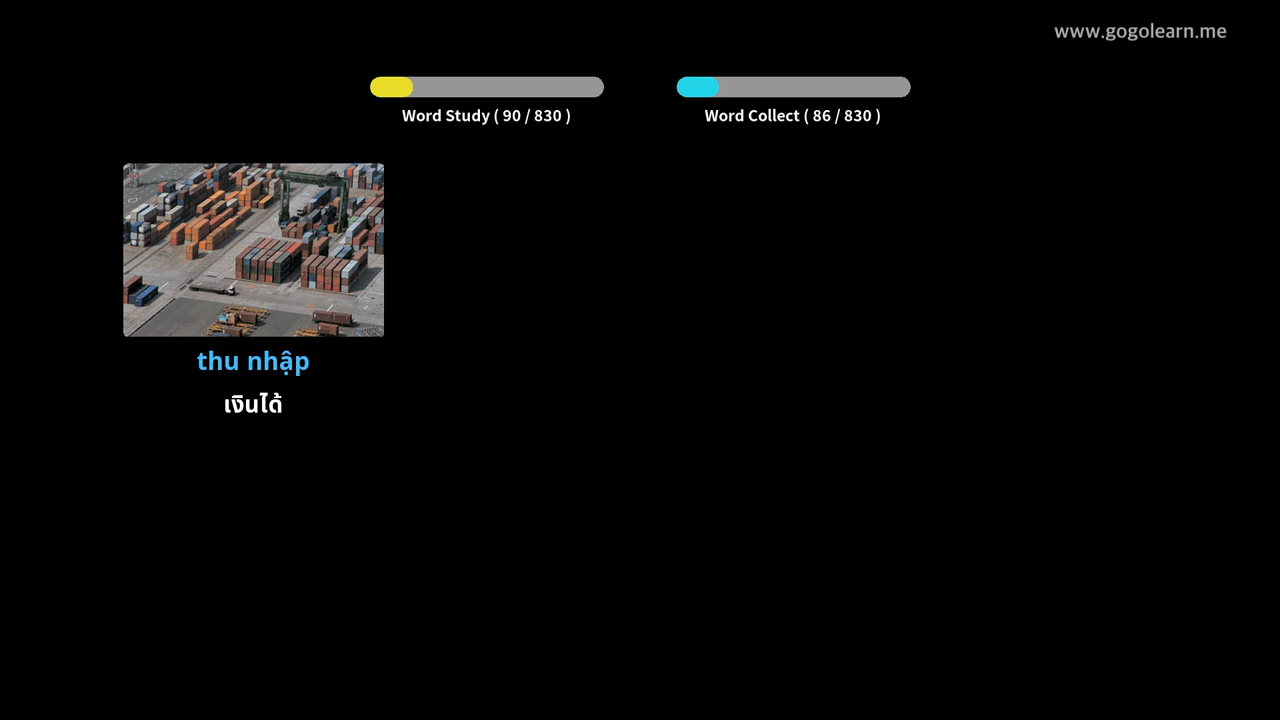 www.gogolearn.me
Word Study ( 90 / 830 )
Word Collect ( 86 / 830 )
thu nhập
เงินได้